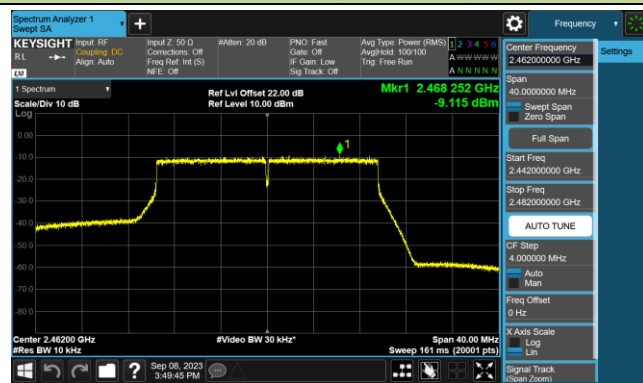 Spectrum Analyzer 1
Swept SA
Frequency
KEYSIGHT
RL
LNI
Input: RF
Coupling: DC
Align: Auto
Input Z: 50 Ω
Corrections: Off
Freq Ref: Int (S)
NFE: Off
#Atten: 20 dB
PNO: Fast
Gate: Off
IF Gain: Low
Sig Track: Off
Avg Type: Power (RMS)
Avg|Hold: 100/100
Trig: Free Run
1 2 3 4 5 6
A W W W W W
A N N N N N
1 Spectrum
Scale/Div 10 dB
Log
Ref Lvl Offset 22.00 dB
Ref Level 10.00 dBm
Mkr1 2.468 252 GHz
-9.115 dBm
1
0.00
-10.0
-20.0
-30.0
-40.0
-50.0
-60.0
-70.0
-80.0
Center 2.46200 GHz
#Res BW 10 kHz
#Video BW 30 kHz*
Span 40.00 MHz
Sweep 161 ms (20001 pts)
Sep 08, 2023
3:49:45 PM
Center Frequency
2.462000000 GHz
Settings
Span
40.0000000 MHz
Swept Span
Zero Span
Full Span
Start Freq
2.442000000 GHz
Stop Freq
2.482000000 GHz
AUTO TUNE
CF Step
4.000000 MHz
Auto
Man
Freq Offset
0 Hz
X Axis Scale
Log
Lin
Signal Track
(Span Zoom)